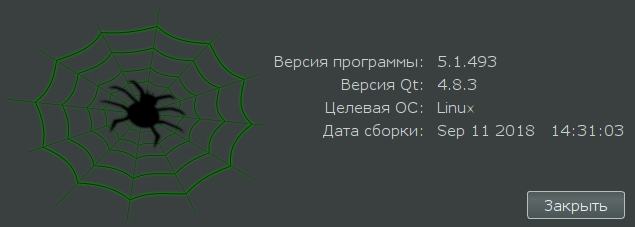 Версия программы: 5.1.493
Версия Qt: 4.8.3
Целевая ОС: Linux
Дата сборки: Sep 11 2018 14:31:03
Закрыть